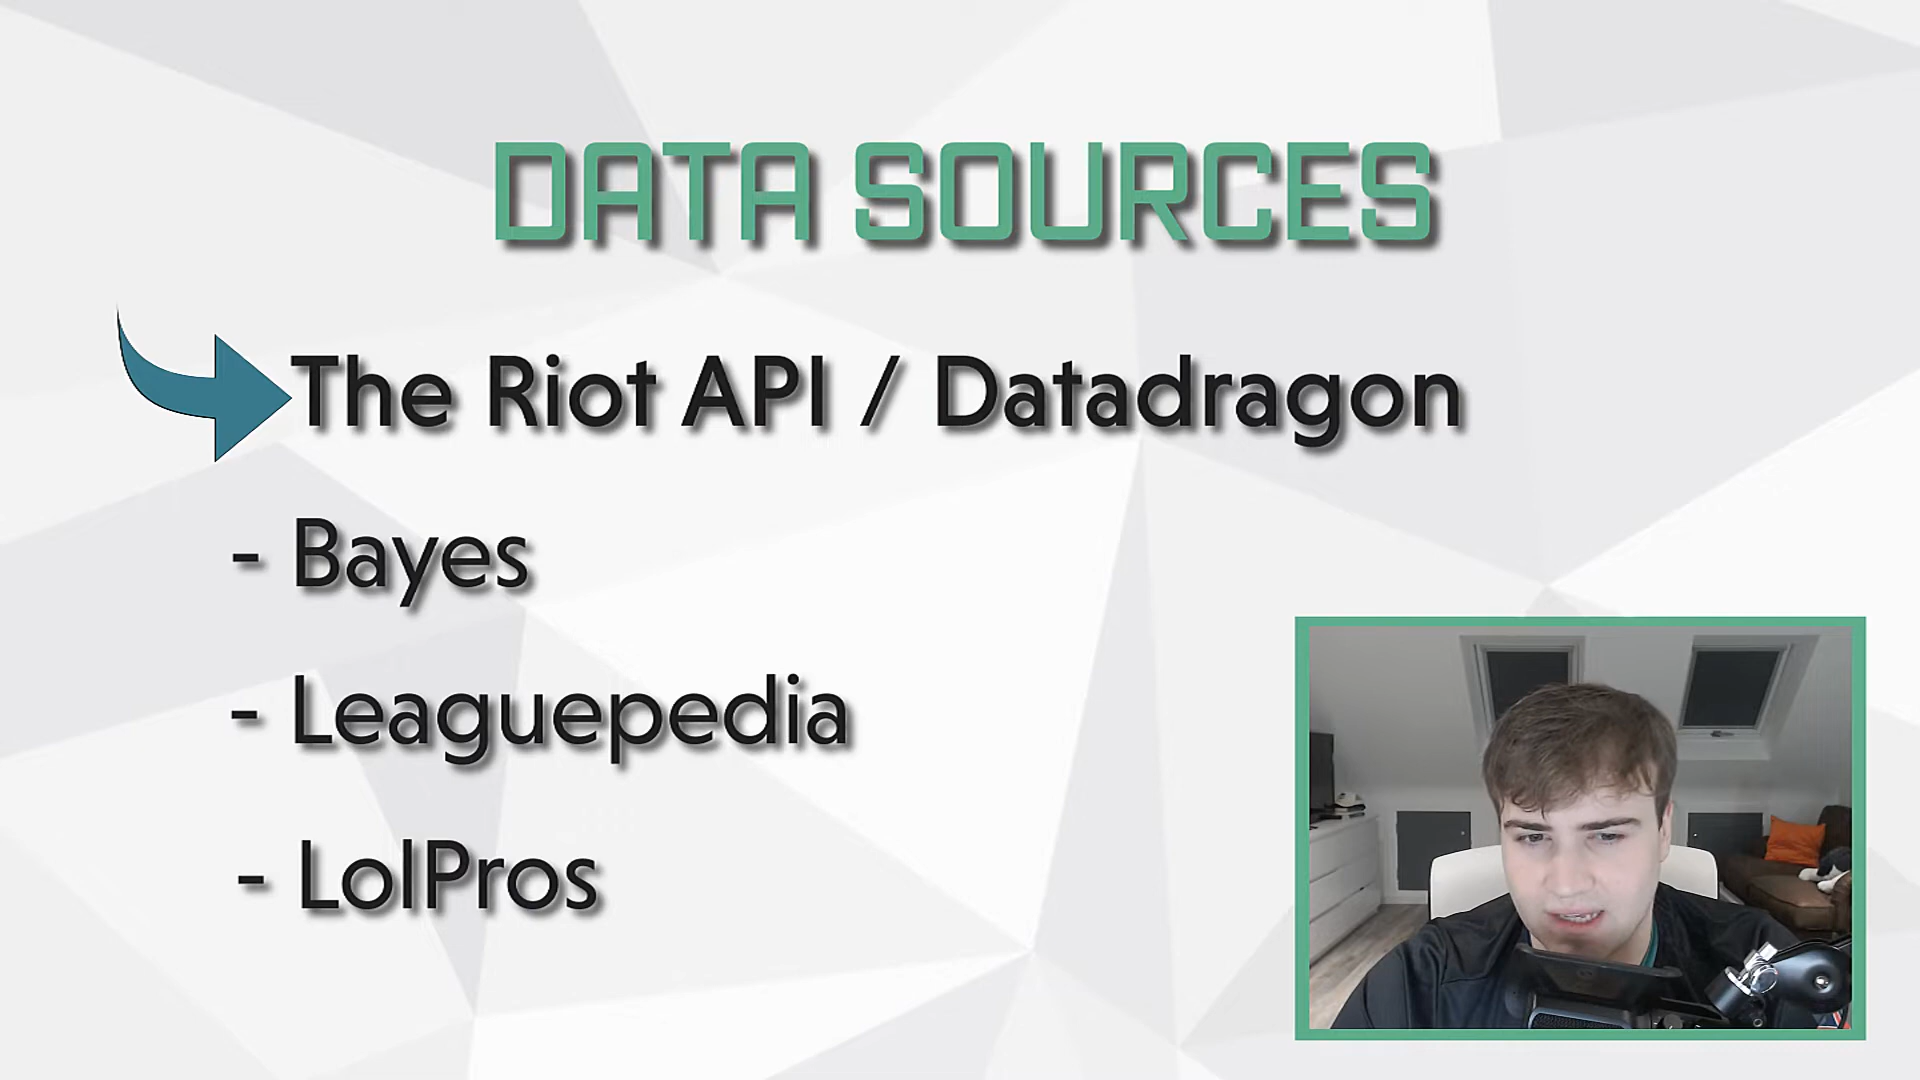 DATA SOURCES
The Riot API / Datadragon
- Bayes
- Leaguepedia
- LolPros